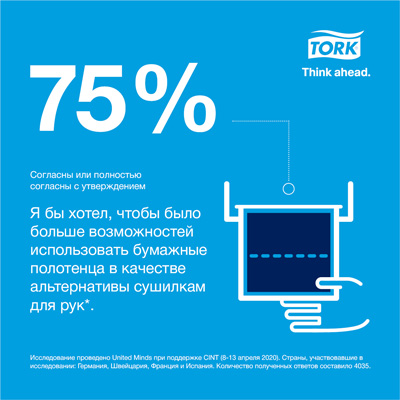 TORK
Think ahead.
75%
Согласны или полностью
согласны с утверждением
Я бы хотел, чтобы было
больше возможностей
использовать бумажные
полотенца в качестве
альтернативы сушилкам
для рук*.
Исследование проведено United Minds при поддержке CINT (8-13 апреля 2020). Страны, участвовавшие в
исследовании: Германия, Швейцария, Франция и Испания. Количество полученных ответов составило 4035.